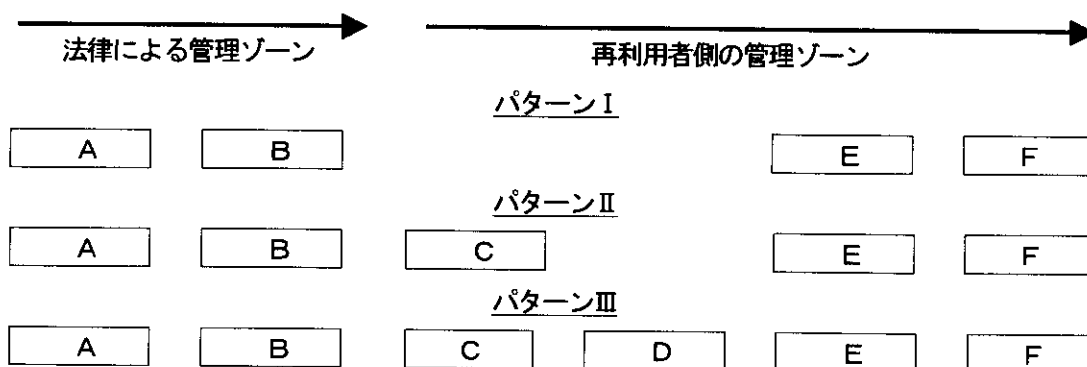 法律による管理ゾーン 再利用者側の管理ゾーン
パターンⅠ
A B E F
パターンⅡ
A B C E F
パターンⅢ
A B C D E F